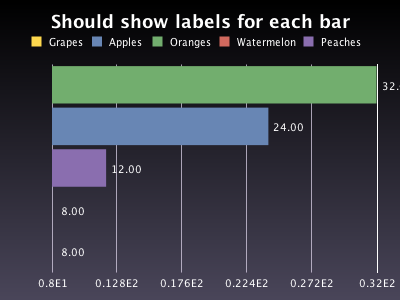 Should show labels for each bar
Grapes Apples Oranges Watermelon Peaches
32.
24.00
12.00
8.00
8.00
0.8E1 0.128E2 0.176E2 0.224E2 0.272E2 0.32E2